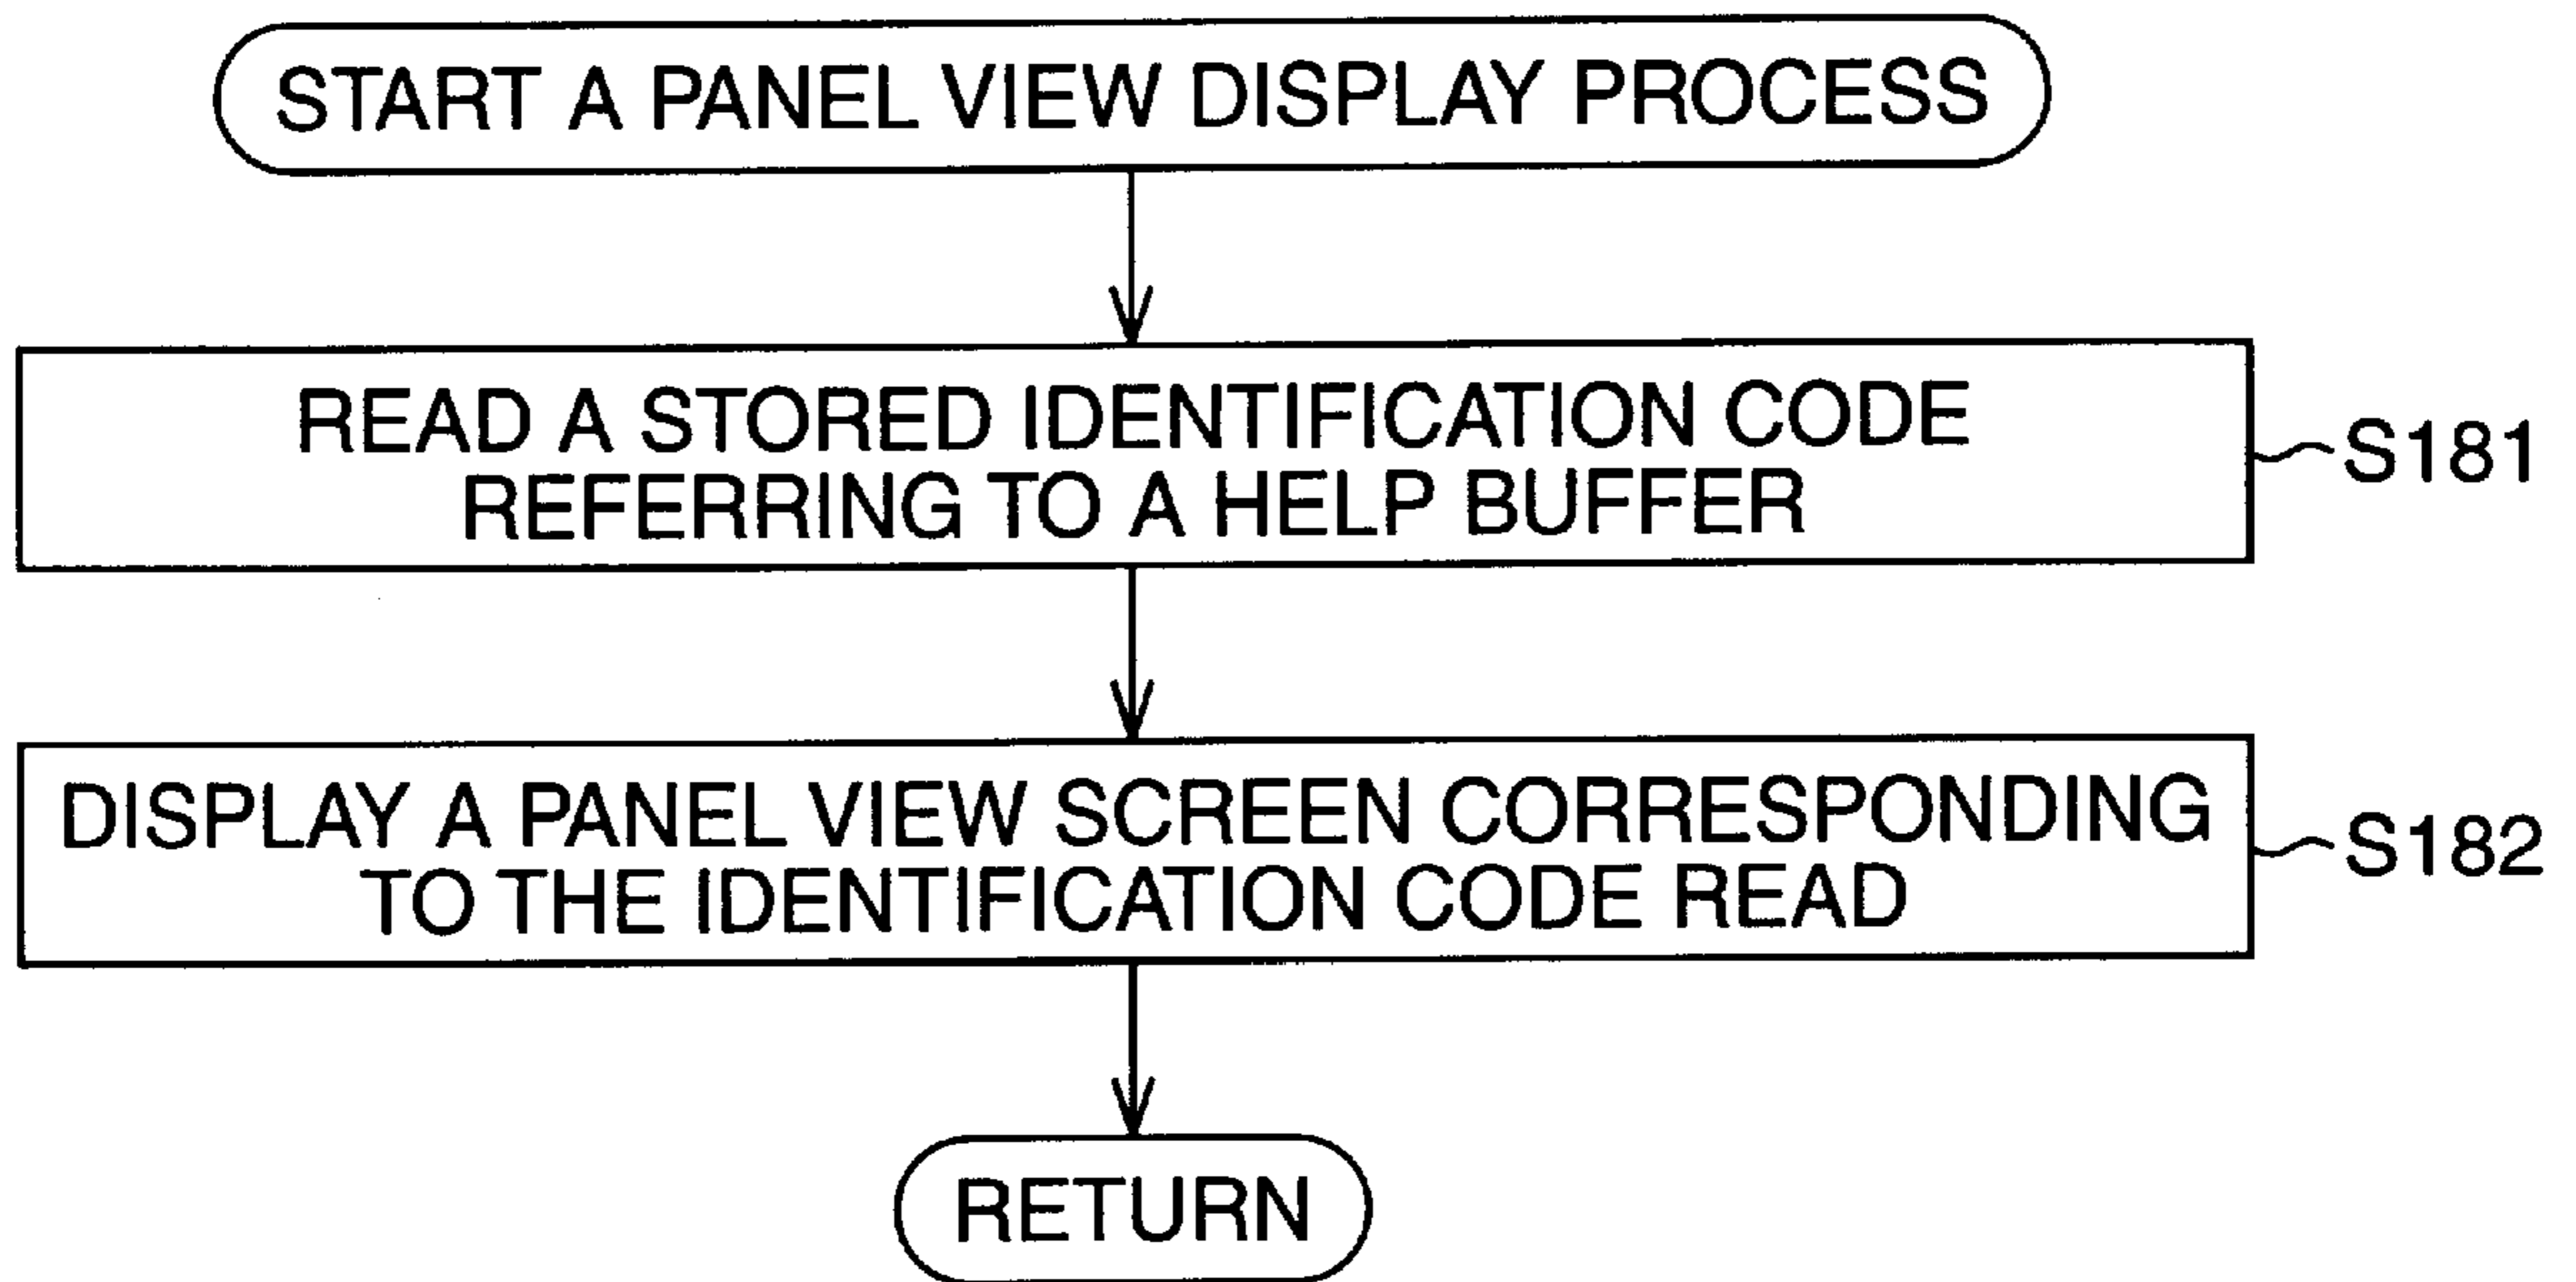 START A PANEL VIEW DISPLAY PROCESS
READ A STORED IDENTIFICATION CODE
REFERRING TO A HELP BUFFER
S181
DISPLAY A PANEL VIEW SCREEN CORRESPONDING
TO THE IDENTIFICATION CODE READ
S182
RETURN